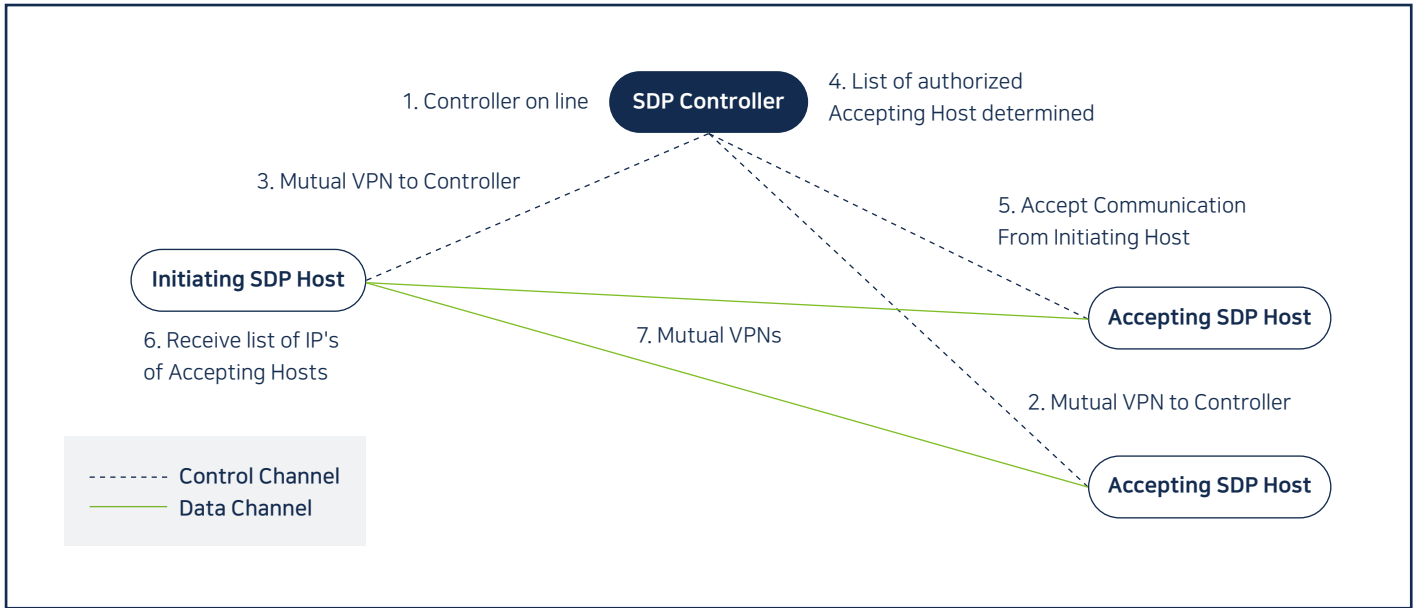 1. Controller on line
SDP Controller
4. List of authorized
Accepting Host determined
3. Mutual VPN to Controller
5. Accept Communication
From Initiating Host
Initiating SDP Host
Accepting SDP Host
6. Receive list of IP's
of Accepting Hosts
7. Mutual VPNs
2. Mutual VPN to Controller
Accepting SDP Host
Control Channel
Data Channel